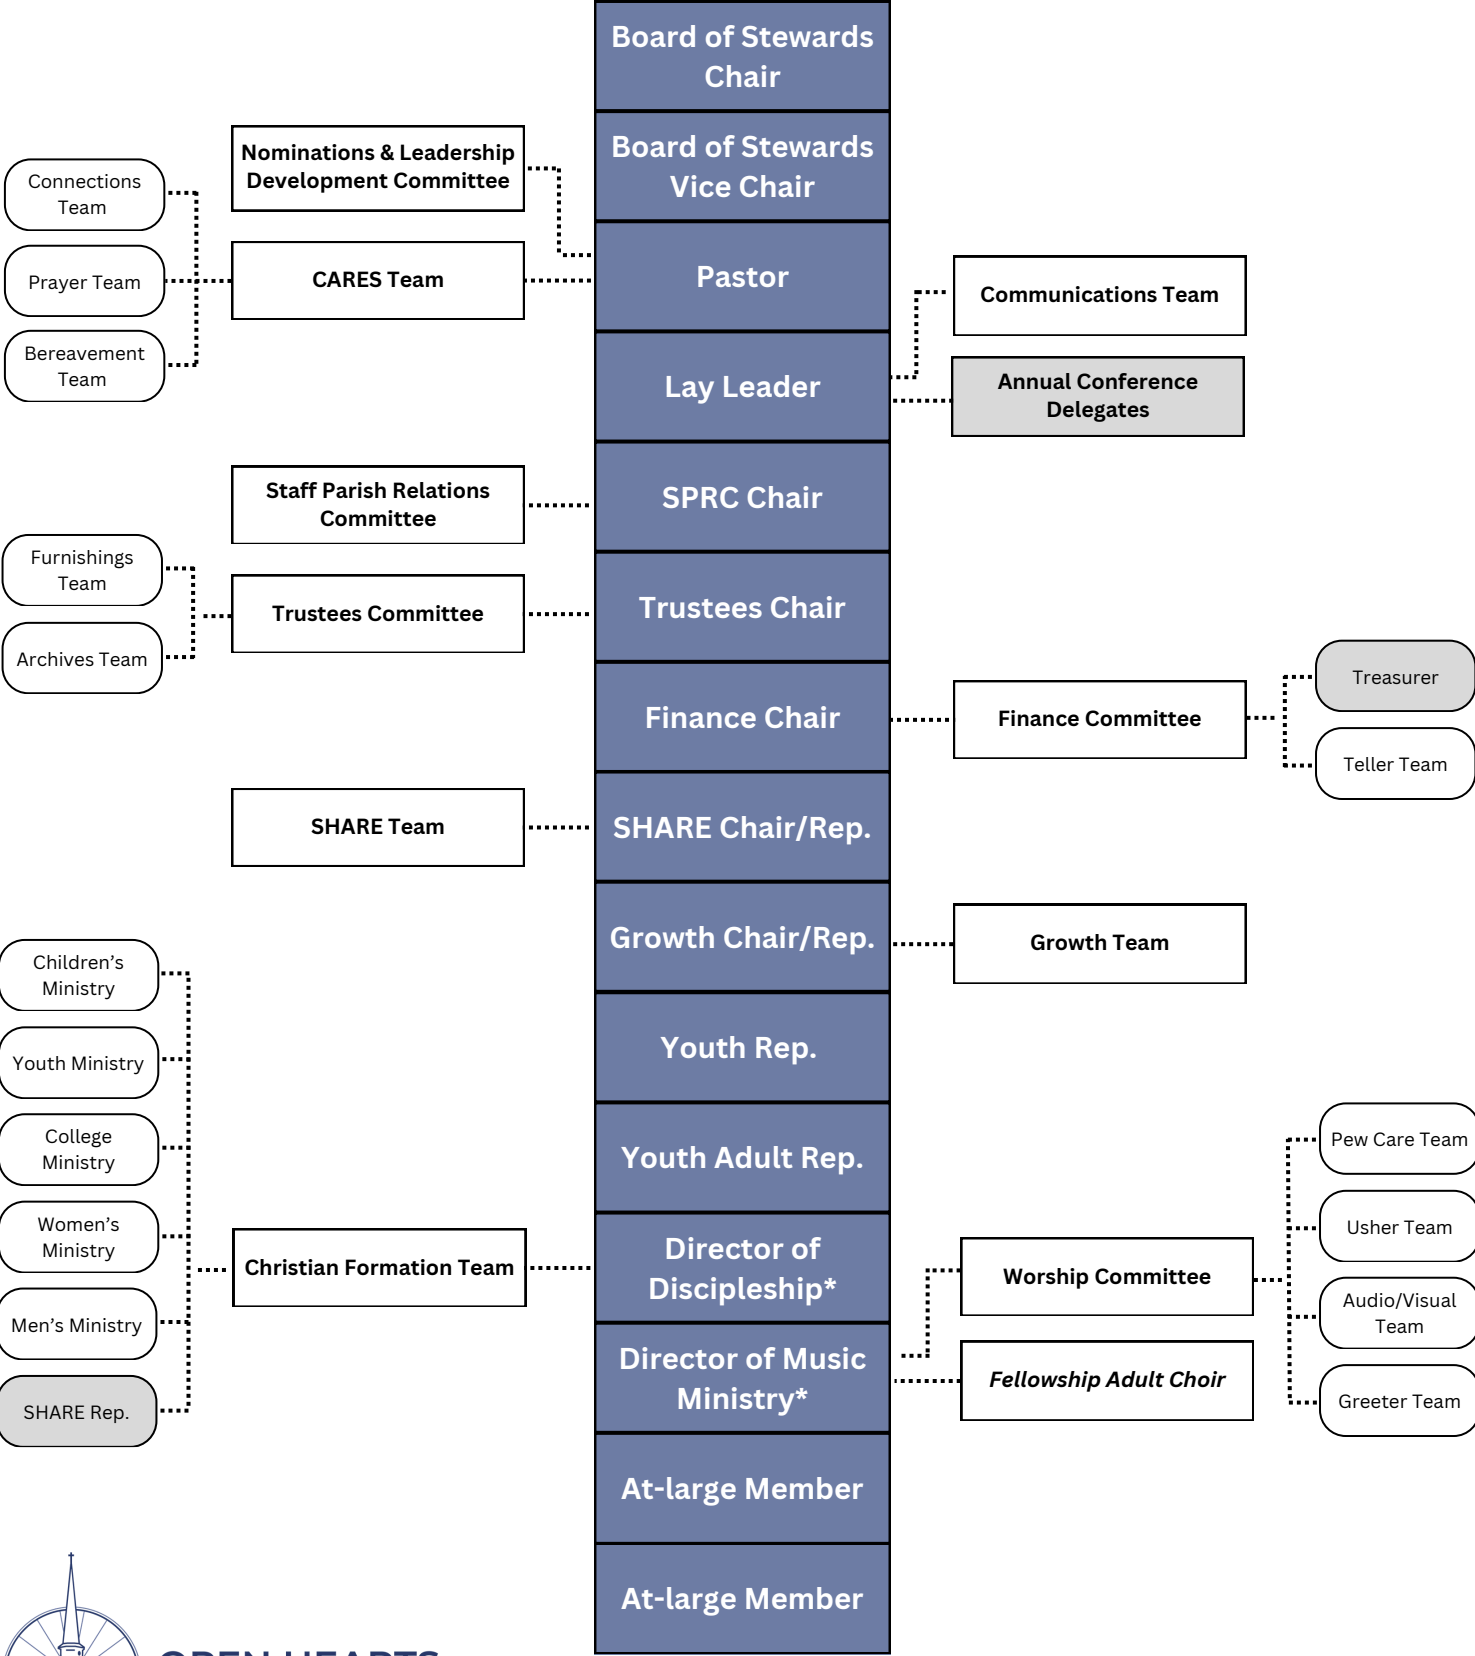 Board of Stewards
Chair
Board of Stewards
Vice Chair
Pastor
Lay Leader
SPRC Chair
Trustees Chair
Finance Chair
SHARE Chair/Rep.
Growth Chair/Rep.
Youth Rep.
Youth Adult Rep.
Director of
Discipleship*
Director of Music
Ministry*
At-large Member
At-large Member
Nominations & Leadership
Development Committee
CARES Team
Connections
Team
Prayer Team
Bereavement
Team
Communications Team
Annual Conference
Delegates
Staff Parish Relations
Committee
Trustees Committee
Furnishings
Team
Archives Team
Finance Committee
Treasurer
Teller Team
SHARE Team
Growth Team
Christian Formation Team
Children's
Ministry
Youth Ministry
College
Ministry
Women's
Ministry
Men's Ministry
SHARE Rep.
Worship Committee
Fellowship Adult Choir
Pew Care Team
Usher Team
Audio/Visual
Team
Greeter Team
OPEN HEARTS